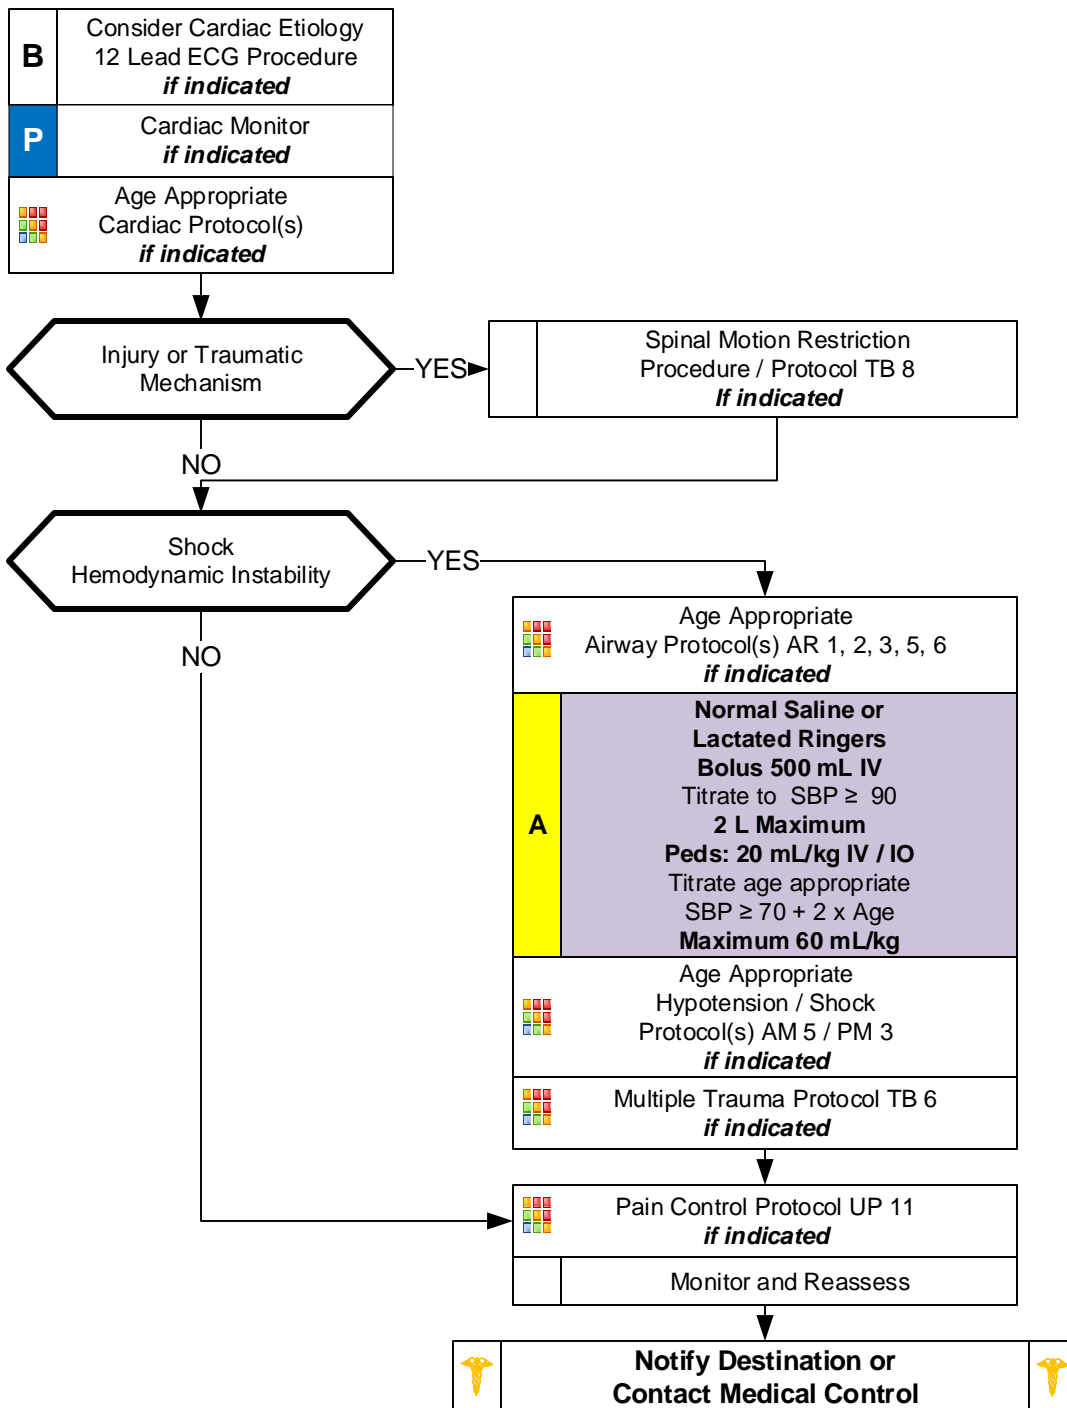 B
Consider Cardiac Etiology
12 Lead ECG Procedure
if indicated
P
Cardiac Monitor
if indicated
Age Appropriate
Cardiac Protocol(s)
if indicated
Injury or Traumatic
Mechanism
YES
Spinal Motion Restriction
Procedure / Protocol TB 8
If indicated
NO
Shock
Hemodynamic Instability
YES
NO
Age Appropriate
Airway Protocol(s) AR 1, 2, 3, 5, 6
if indicated
A
Normal Saline or
Lactated Ringers
Bolus 500 mL IV
Titrate to SBP ≥ 90
2 L Maximum
Peds: 20 mL/kg IV / IO
Titrate age appropriate
SBP ≥ 70 + 2 x Age
Maximum 60 mL/kg
Age Appropriate
Hypotension / Shock
Protocol(s) AM 5 / PM 3
if indicated
Multiple Trauma Protocol TB 6
if indicated
Pain Control Protocol UP 11
if indicated
Monitor and Reassess
Notify Destination or
Contact Medical Control